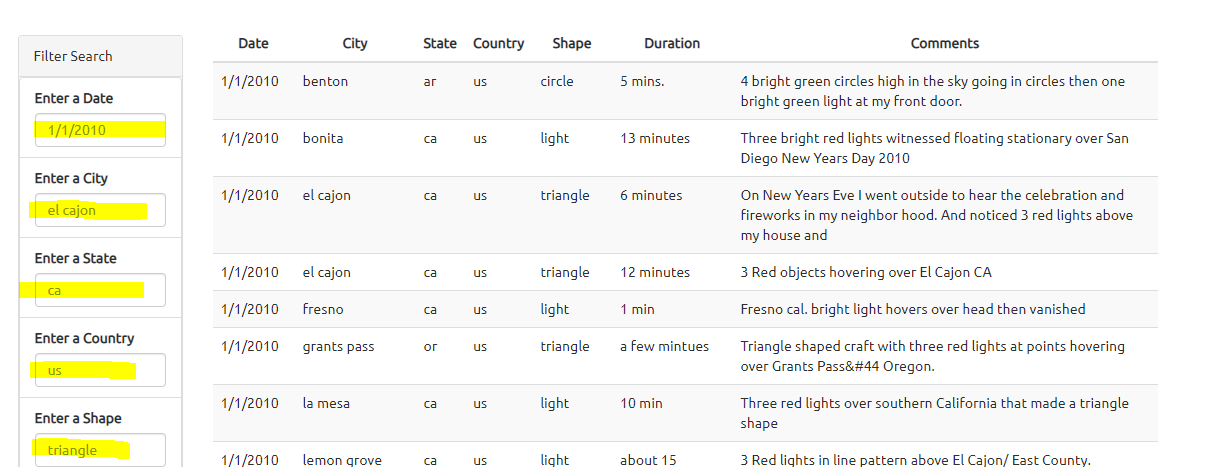 Filter Search
Enter a Date
1/1/2010
Enter a City
el cajon
Enter a State
ca
Enter a Country
us
Enter a Shape
triangle
Date City State Country Shape Duration Comments
1/1/2010 benton ar us circle 5 mins. 4 bright green circles high in the sky going in circles then one
bright green light at my front door.
1/1/2010 bonita ca us light 13 minutes Three bright red lights witnessed floating stationary over San
Diego New Years Day 2010
1/1/2010 el cajon ca us triangle 6 minutes On New Years Eve I went outside to hear the celebration and
fireworks in my neighbor hood. And noticed 3 red lights above
my house and
1/1/2010 el cajon ca us triangle 12 minutes 3 Red objects hovering over El Cajon CA
1/1/2010 fresno ca us light 1 min Fresno cal. bright light hovers over head then vanished
1/1/2010 grants pass or us triangle a few mintues Triangle shaped craft with three red lights at points hovering
over Grants Pass&#44 Oregon.
1/1/2010 la mesa ca us light 10 min Three red lights over southern California that made a triangle
shape
1/1/2010 lemon grove ca us light about 15 3 Red lights in line pattern above El Cajon/ East County.